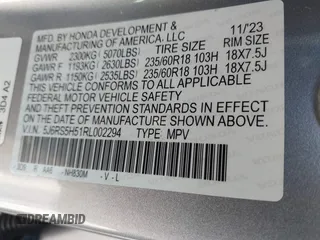 MFD BY HONDA DEVELOPMENT &
MANUFACTURING OF AMERICA, LLC 11/'23
GVWR 2300KG (5070LBS) TIRE SIZE RIM SIZE
GAWR F 1193KG (2630LBS) 235/60R18 103H 18X7.5J
GAWR R 1150KG (2535LBS) 235/60R18 103H 18X7.5J
THIS VEHICLE CONFORMS TO ALL APPLICABLE
FEDERAL MOTOR VEHICLE SAFETY, BUMPER, AND
THEFT PREVENTION STANDARDS IN EFFECT ON THE
DATE OF MANUFACTURE SHOWN ABOVE.
V.I.N: 5J6RS5H51RL002294 TYPE: MPV
NH830M
-V-L
3D4 A2
DREAMBID